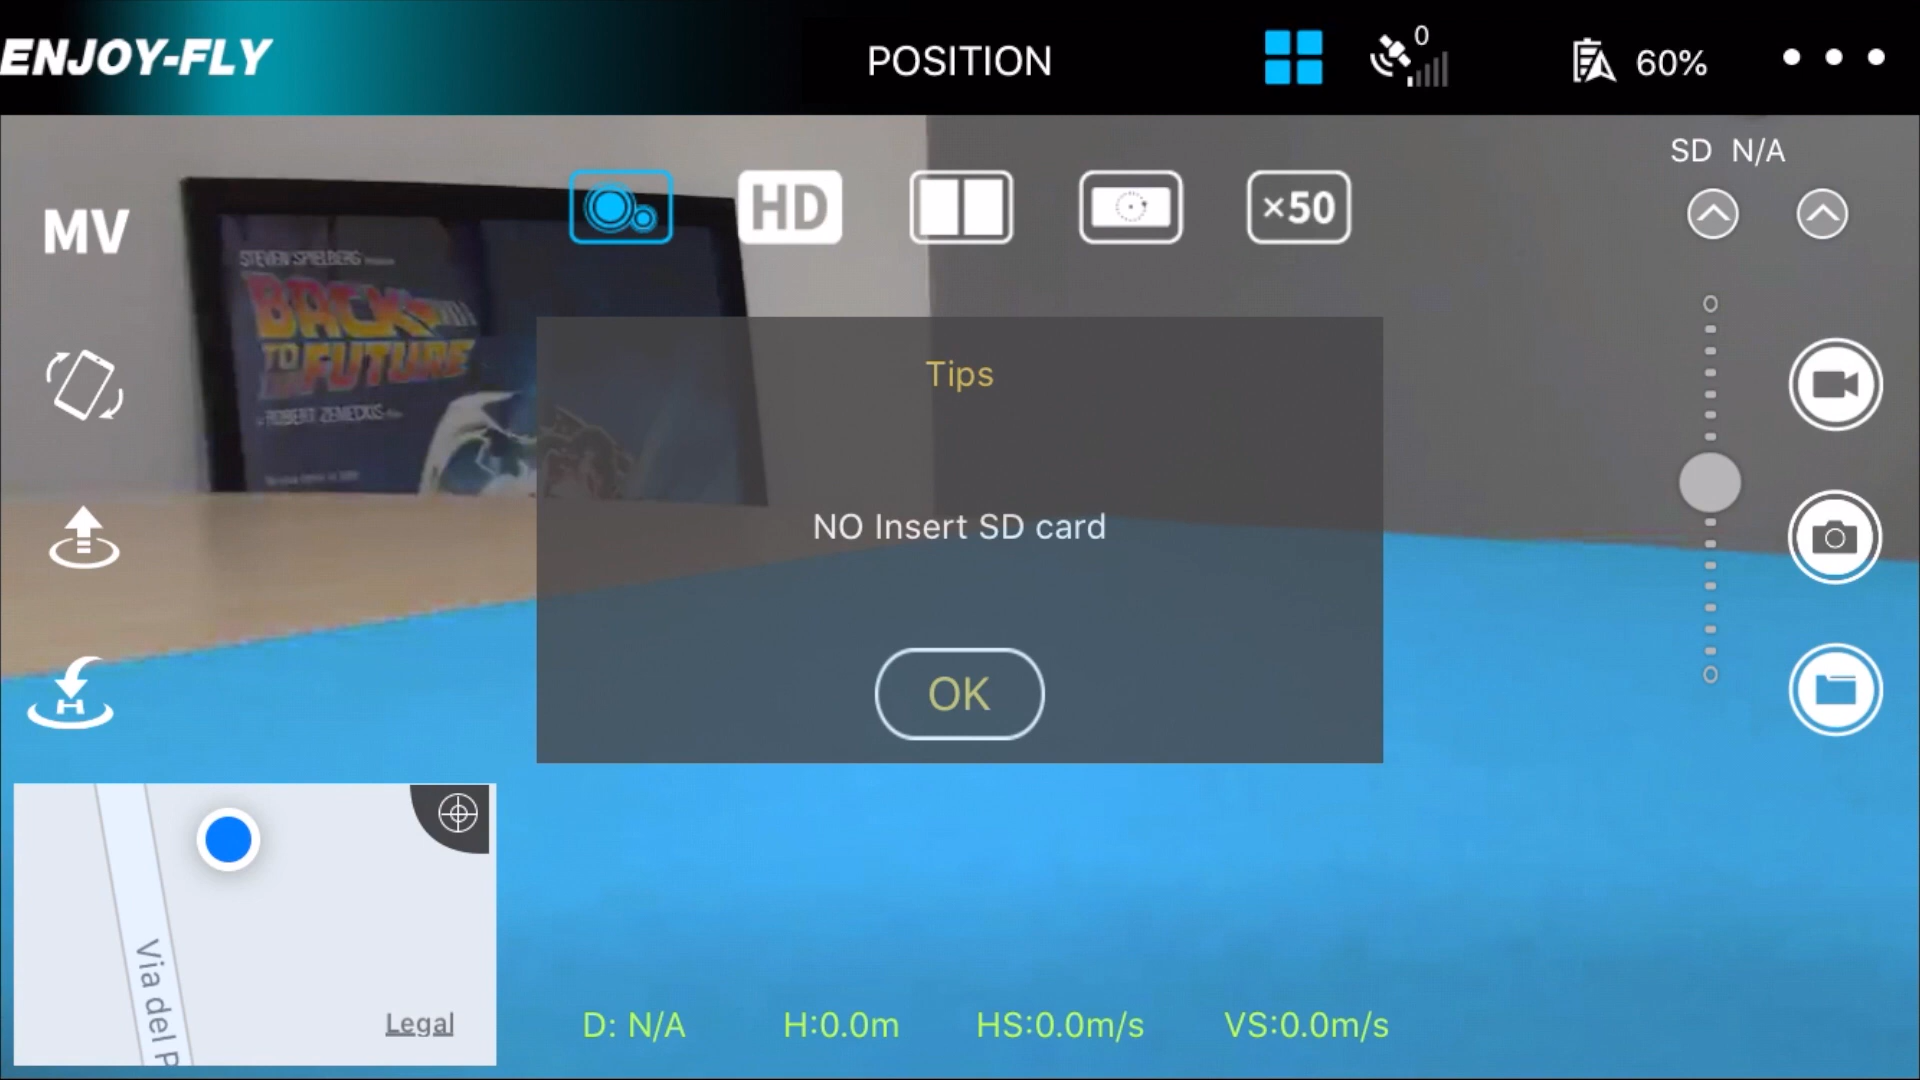 ENJOY-FLY
POSITION
0
60%
SD N/A
MV
HD
×50
STEVEN SPIELBERG
BACK
TO FUTURE
ROBERT ZEMECKIS
Tips
NO Insert SD card
OK
H
Via del P
Legal
D: N/A
H:0.0m
HS:0.0m/s
VS:0.0m/s